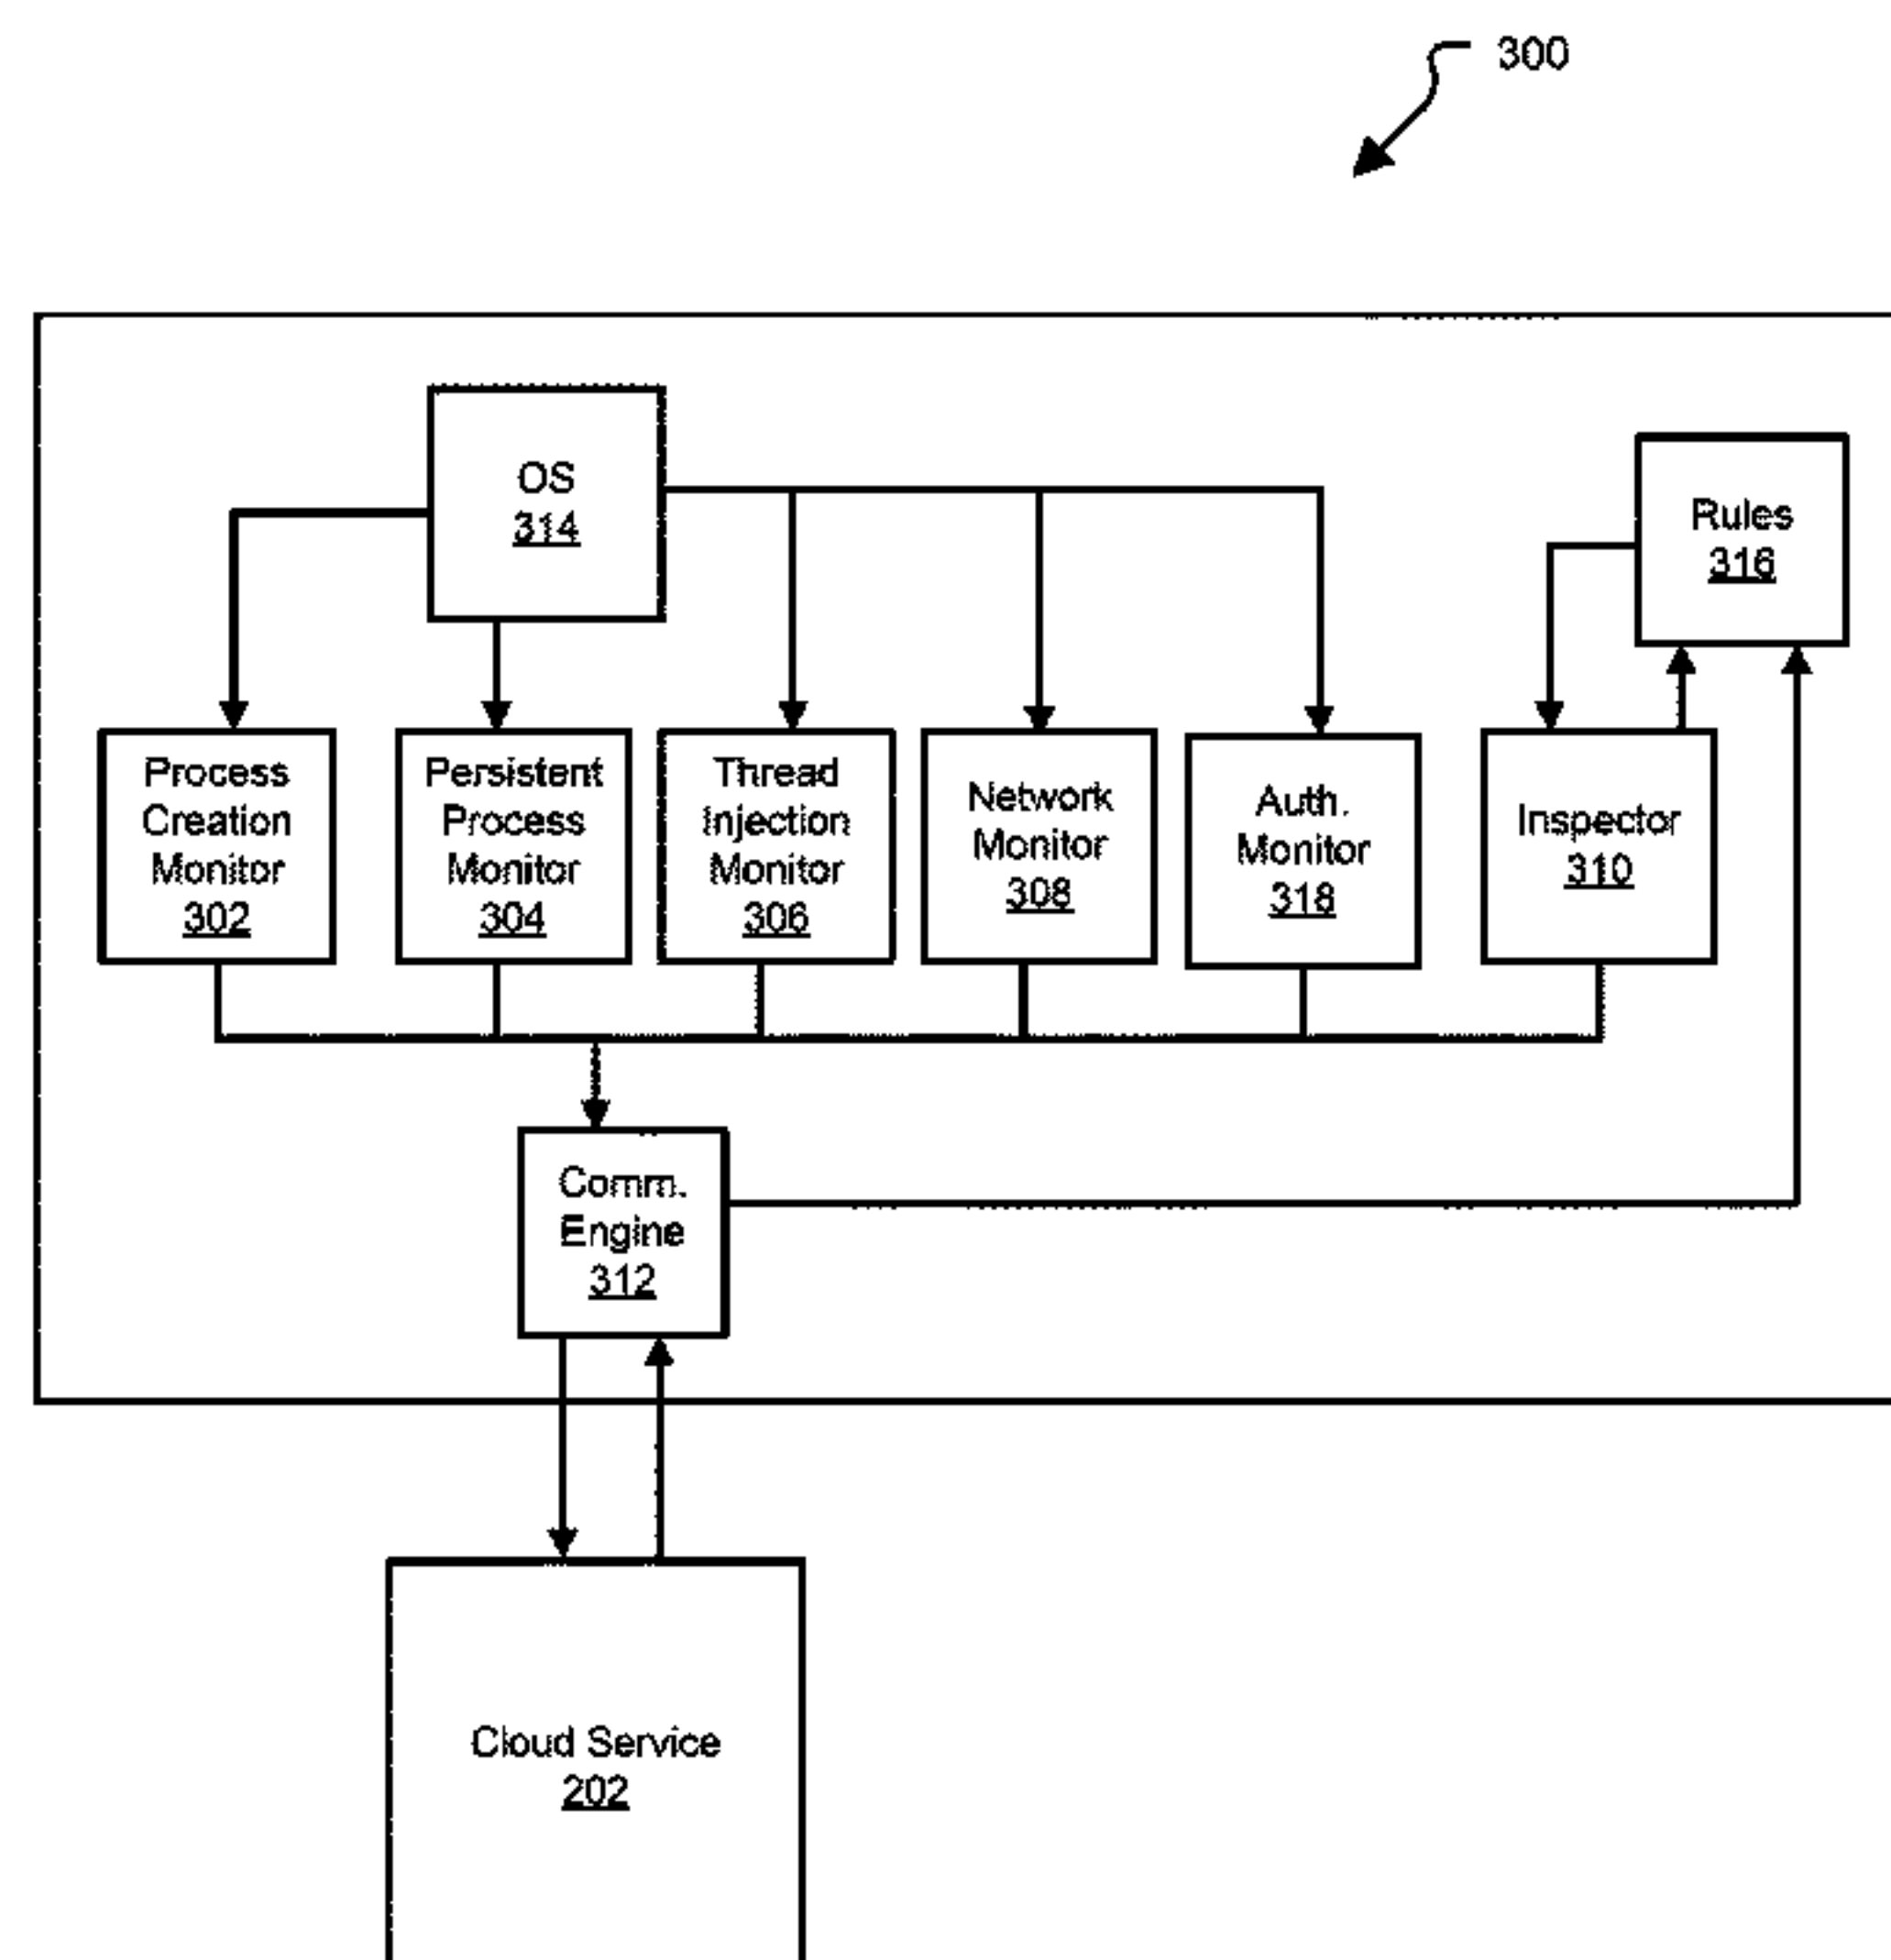 300
OS
314
Rules
316
Process
Creation
Monitor
302
Persistent
Process
Monitor
304
Thread
Injection
Monitor
306
Network
Monitor
308
Auth.
Monitor
318
Inspector
310
Comm.
Engine
312
Cloud Service
202